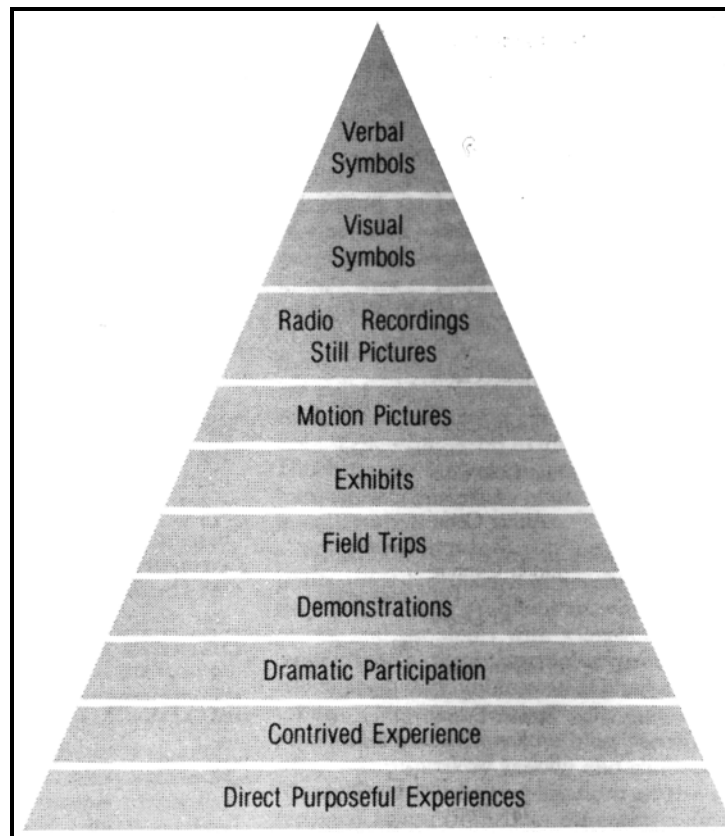 Verbal
Symbols
Visual
Symbols
Radio Recordings
Still Pictures
Motion Pictures
Exhibits
Field Trips
Demonstrations
Dramatic Participation
Contrived Experience
Direct Purposeful Experiences